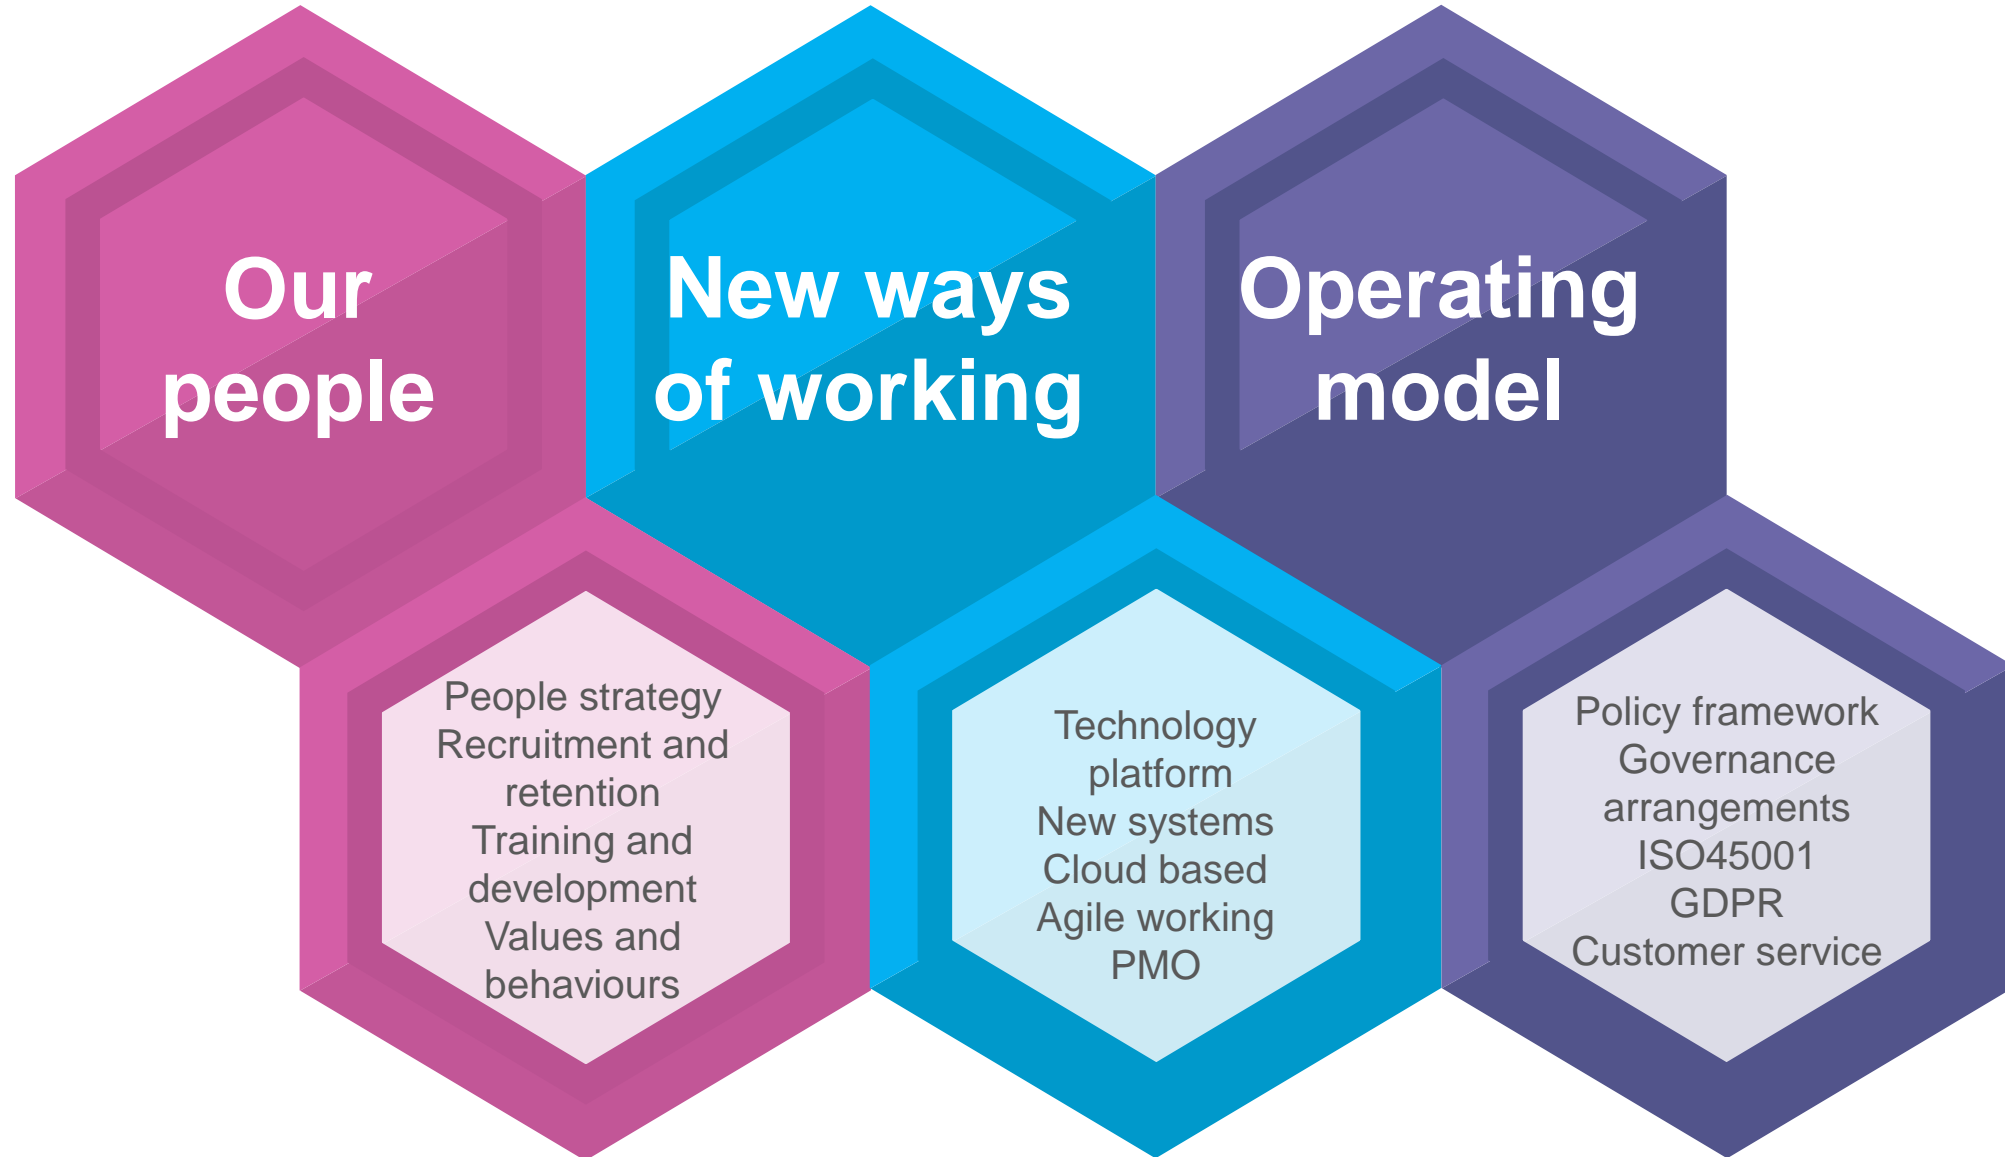 Our
people
New ways
of working
Operating
model
People strategy
Recruitment and
retention
Training and
development
Values and
behaviours
Technology
platform
New systems
Cloud based
Agile working
PMO
Policy framework
Governance
arrangements
ISO45001
GDPR
Customer service